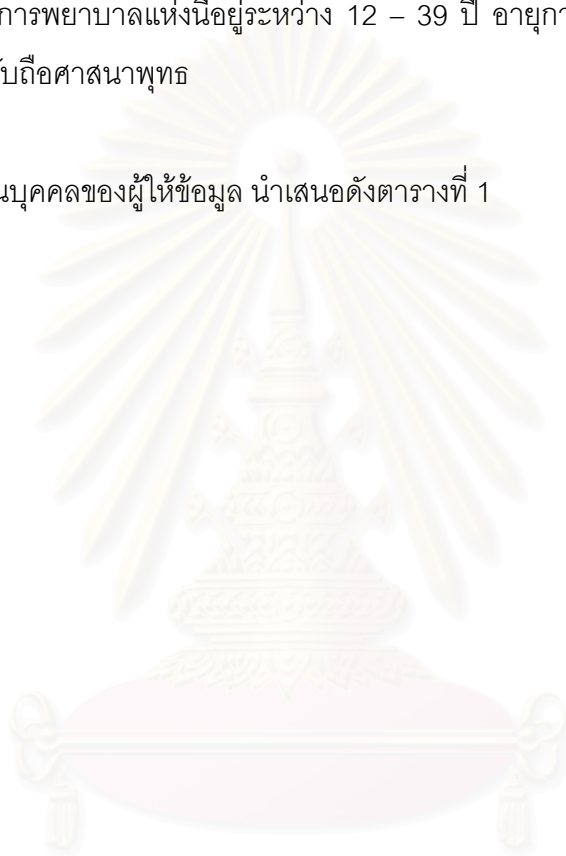 การพยาบาลแห่งนี้อยู่ระหว่าง 12 – 39 ปี อายุกา
ับถือศาสนาพุทธ
นบุคคลของผู้ให้ข้อมูล นำเสนอดังตารางที่ 1